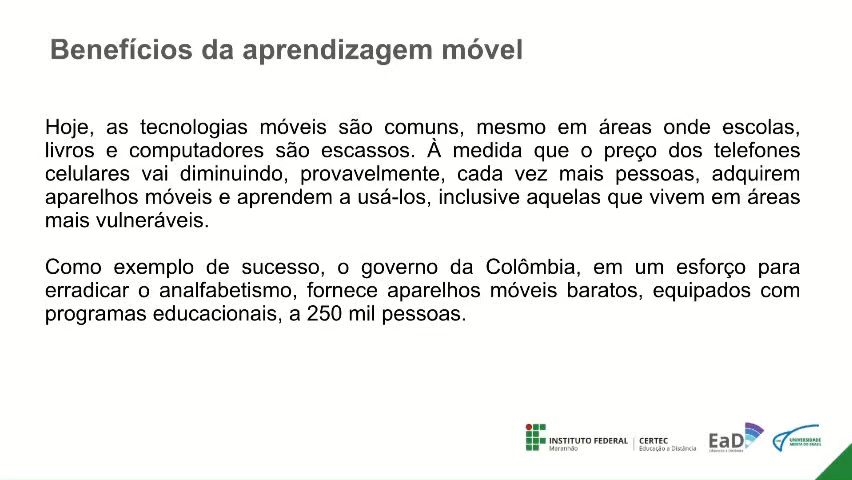 Benefícios da aprendizagem móvel
Hoje, as tecnologias móveis são comuns, mesmo em áreas onde escolas,
livros e computadores são escassos. À medida que o preço dos telefones
celulares vai diminuindo, provavelmente, cada vez mais pessoas, adquirem
aparelhos móveis e aprendem a usá-los, inclusive aquelas que vivem em áreas
mais vulneráveis.
Como exemplo de sucesso, o governo da Colômbia, em um esforço para
erradicar o analfabetismo, fornece aparelhos móveis baratos, equipados com
programas educacionais, a 250 mil pessoas.
INSTITUTO FEDERAL
Maranhão
CERTEC
Educação a Distância
EaD
UNIVERSIDADE
ABERTA DO BRASIL